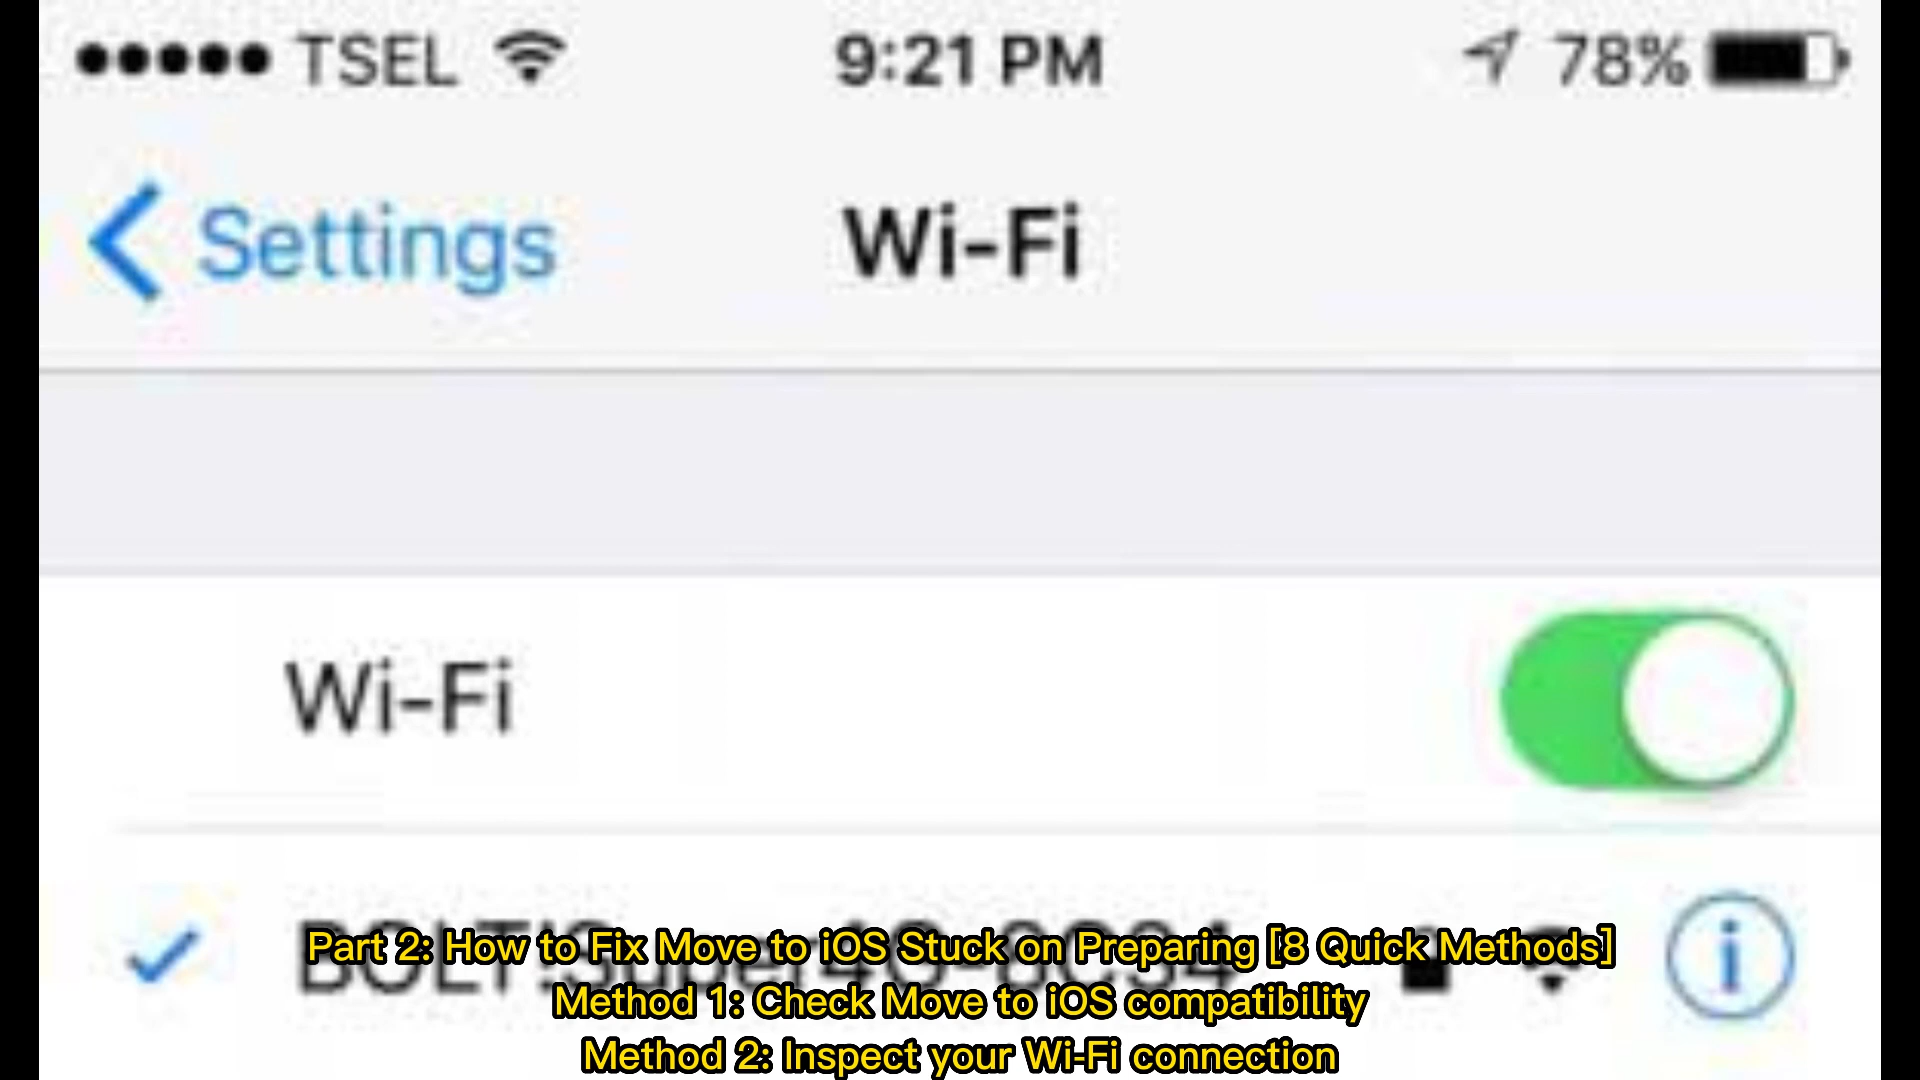 TSEL 9:21 PM 78%
Settings Wi-Fi
Wi-Fi
Part 2: How to Fix Move to iOS Stuck on Preparing [8 Quick Methods]
Method 1: Check Move to iOS compatibility
Method 2: Inspect your Wi-Fi connection